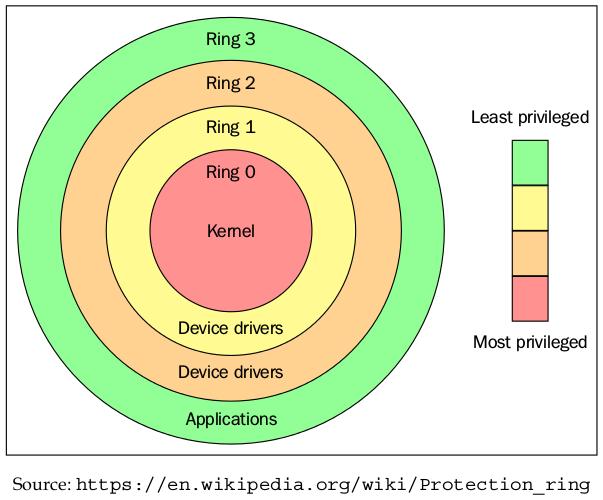 Ring 3
Ring 2
Ring 1
Ring 0
Kernel
Device drivers
Device drivers
Applications
Least privileged
Most privileged
Source: https://en.wikipedia.org/wiki/Protection_ring